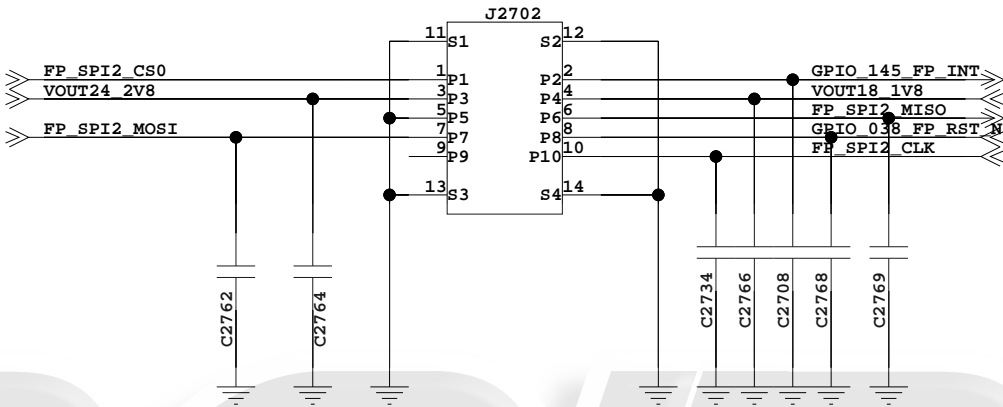 J2702
11 S1 S2 12
FP_SPI2_CS0 1 P1 P2 2 GPIO_145_FP_INT
VOUT24_2V8 3 P3 P4 4 VOUT18_1V8
5 P5 P6 6 FP_SPI2_MISO
FP_SPI2_MOSI 7 P7 P8 8 GPIO_038_FP_RST_N
9 P9 P10 10 FP_SPI2_CLK
13 S3 S4 14
C2762
C2764
C2734
C2766
C2708
C2768
C2769